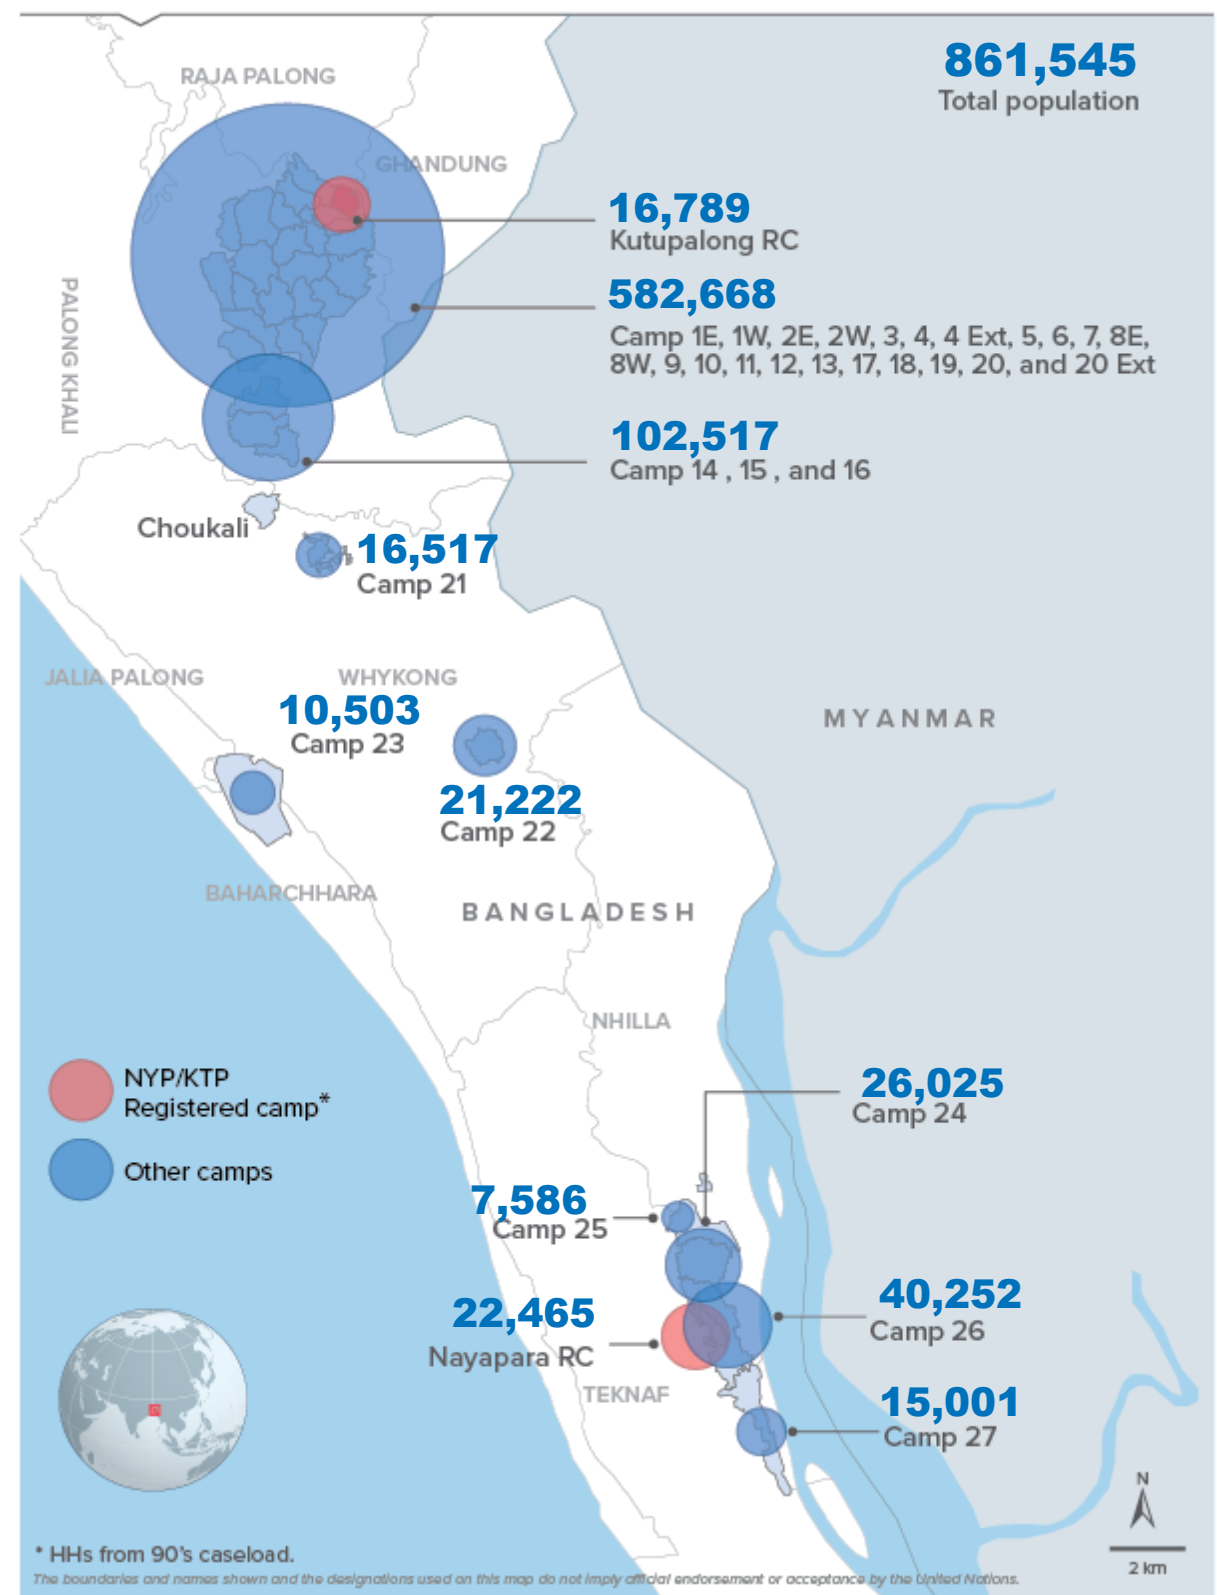 861,545
Total population
RAJA PALONG
GHANDUNG
16,789
Kutupalong RC
PALONG KHALI
582,668
Camp 1E, 1W, 2E, 2W, 3, 4, 4 Ext, 5, 6, 7, 8E,
8W, 9, 10, 11, 12, 13, 17, 18, 19, 20, and 20 Ext
102,517
Camp 14 , 15 , and 16
Choukali
16,517
Camp 21
JALIA PALONG
WHYKONG
10,503
Camp 23
MYANMAR
21,222
Camp 22
BAHARCHHARA
BANGLADESH
NHILLA
NYP/KTP
Registered camp*
Other camps
26,025
Camp 24
7,586
Camp 25
22,465
Nayapara RC
40,252
Camp 26
TEKNAF
15,001
Camp 27
N
2 km
* HHs from 90's caseload.
The boundaries and names shown and the designations used on this map do not imply official endorsement or acceptance by the United Nations.